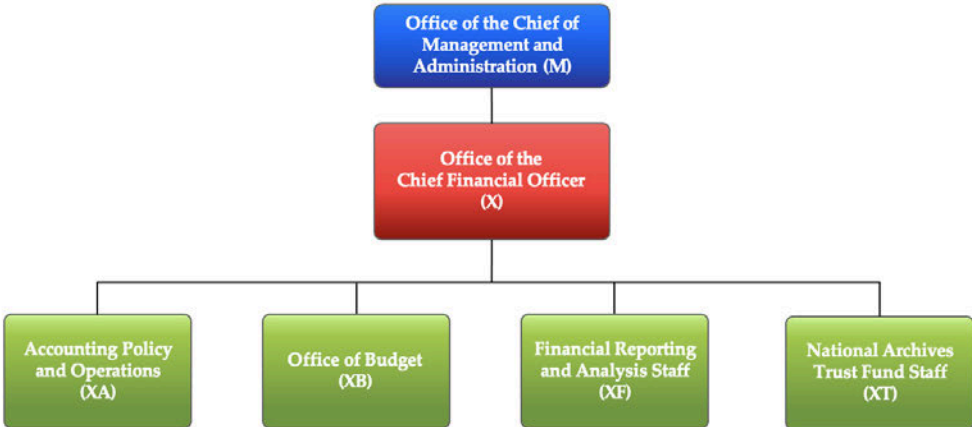 Office of the Chief of
Management and
Administration (M)
Office of the
Chief Financial Officer
(X)
Accounting Policy
and Operations
(XA)
Office of Budget
(XB)
Financial Reporting
and Analysis Staff
(XF)
National Archives
Trust Fund Staff
(XT)